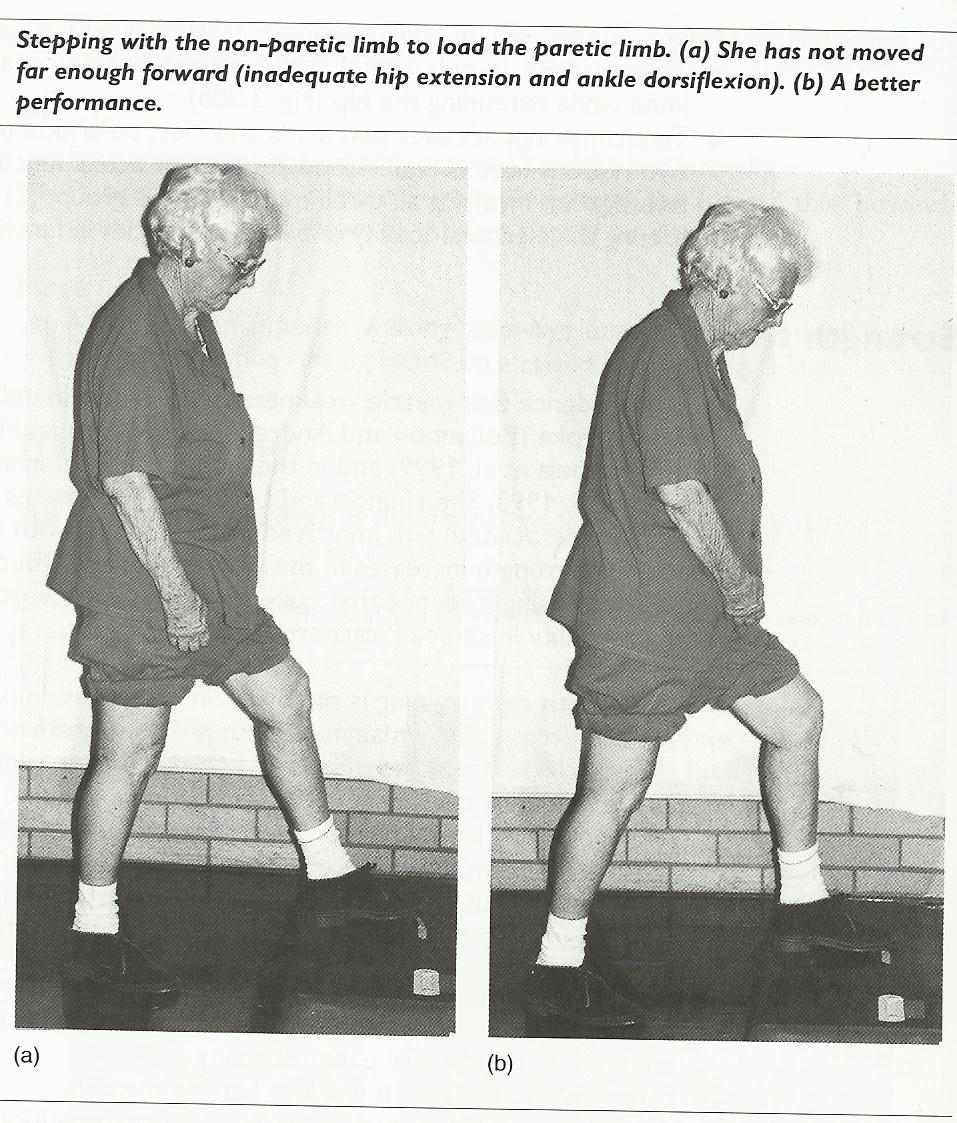 Stepping with the non-paretic limb to load the paretic limb. (a) She has not moved
far enough forward (inadequate hip extension and ankle dorsiflexion). (b) A better
performance.
(a)
(b)